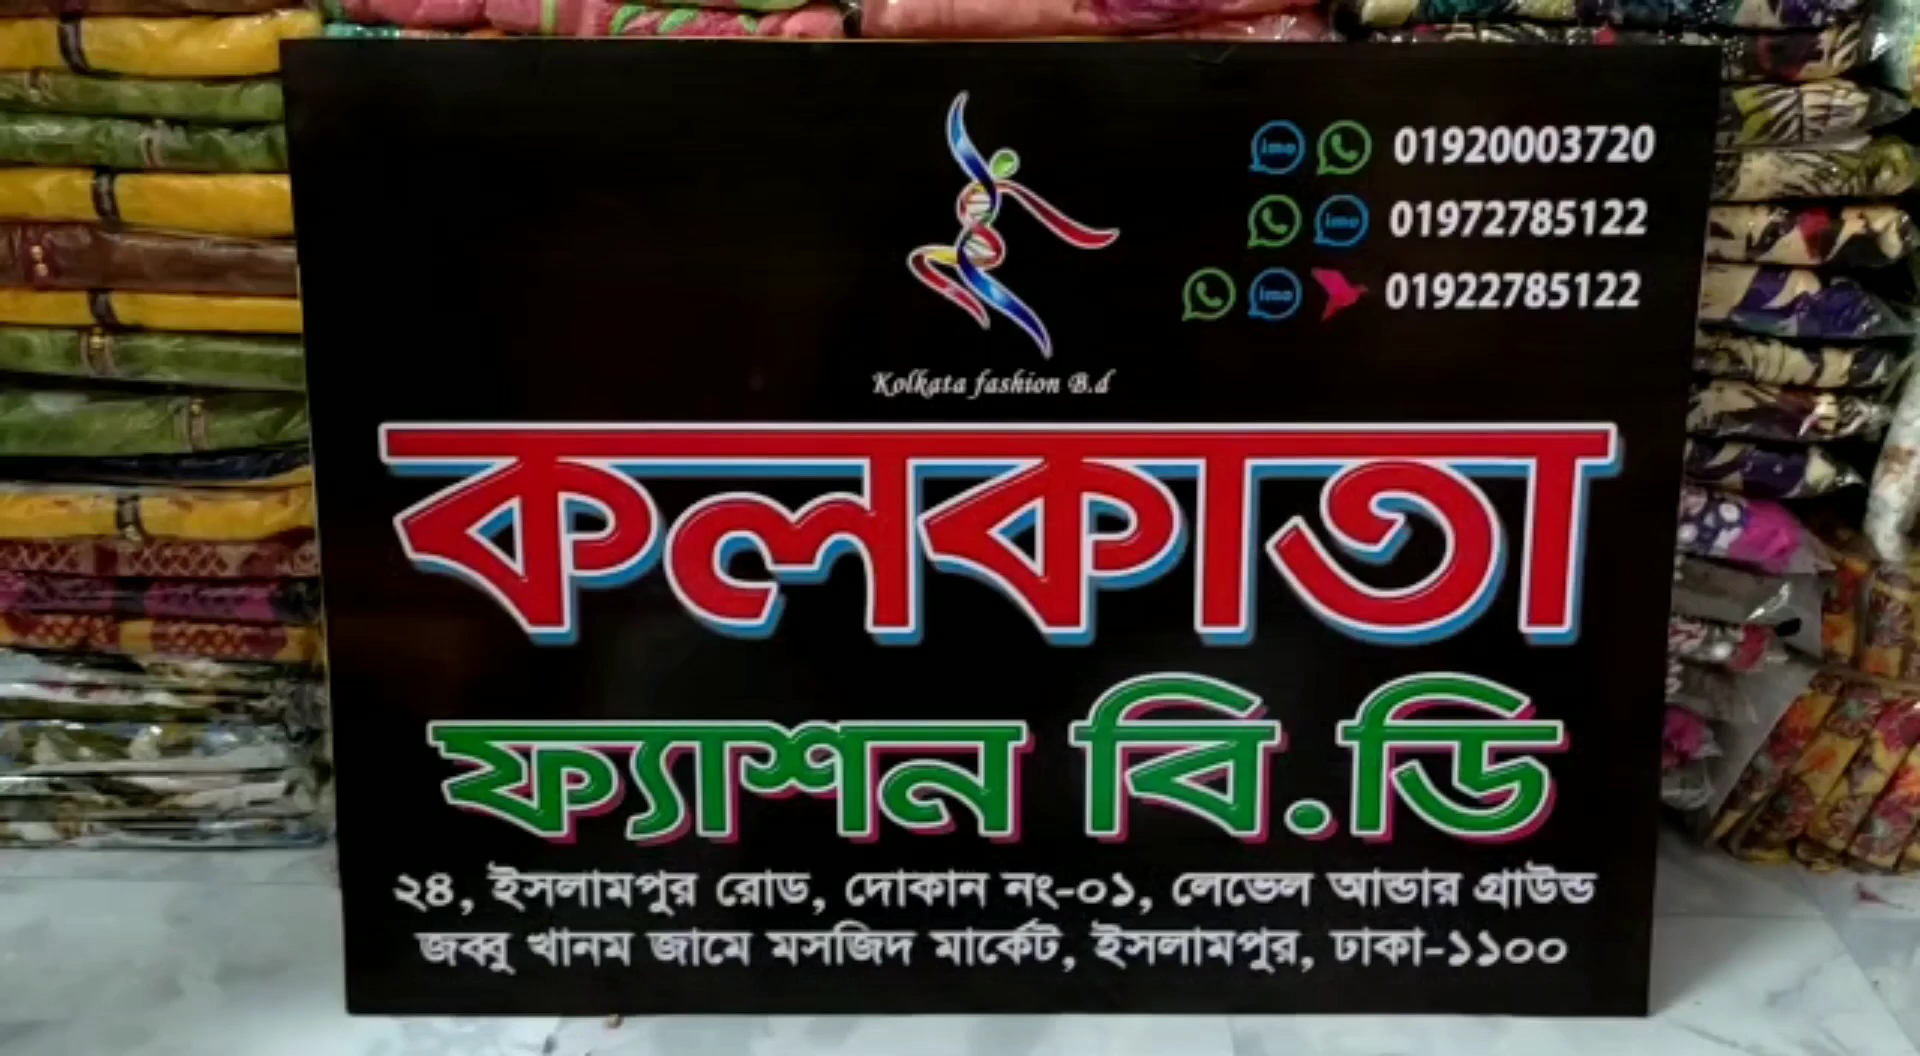 01920003720
01972785122
01922785122
Kolkata fashion B.d
কলকাতা
ফ্যাশন বি.ডি
২৪, ইসলামপুর রোড, দোকান নং-০১, লেভেল আন্ডার গ্রাউন্ড
জব্বু খানম জামে মসজিদ মার্কেট, ইসলামপুর, ঢাকা-১১০০